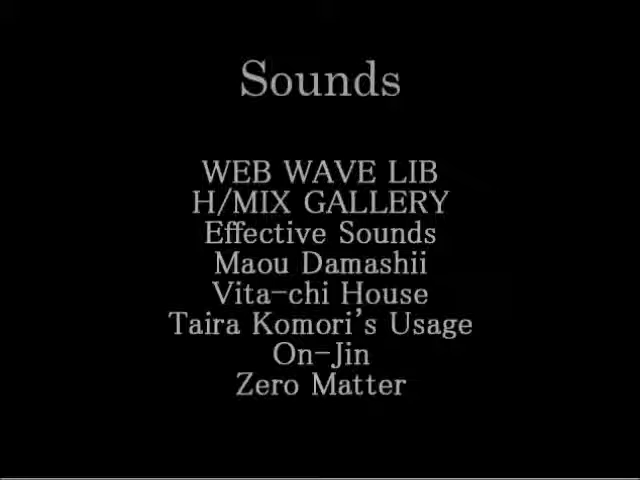 Sounds
WEB WAVE LIB
H/MIX GALLERY
Effective Sounds
Maou Damashii
Vita-chi House
Taira Komori's Usage
On-Jin
Zero Matter